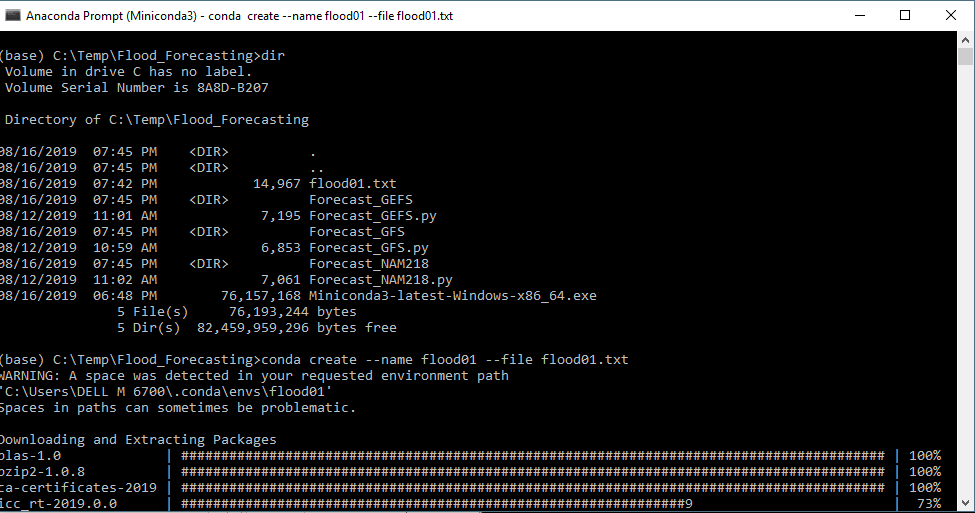 Anaconda Prompt (Miniconda3) - conda  create --name flood01 --file flood01.txt
(base) C:\Temp\Flood_Forecasting>dir
 Volume in drive C has no label.
 Volume Serial Number is 8A8D-B207
 Directory of C:\Temp\Flood_Forecasting
08/16/2019  07:45 PM    <DIR>          .
08/16/2019  07:45 PM    <DIR>          ..
08/16/2019  07:42 PM            14,967 flood01.txt
08/16/2019  07:45 PM    <DIR>          Forecast_GEFS
08/12/2019  11:01 AM             7,195 Forecast_GEFS.py
08/16/2019  07:45 PM    <DIR>          Forecast_GFS
08/12/2019  10:59 AM             6,853 Forecast_GFS.py
08/16/2019  07:45 PM    <DIR>          Forecast_NAM218
08/12/2019  11:02 AM             7,061 Forecast_NAM218.py
08/16/2019  06:48 PM        76,157,168 Miniconda3-latest-Windows-x86_64.exe
               5 File(s)     76,193,244 bytes
               5 Dir(s)  82,459,959,296 bytes free
(base) C:\Temp\Flood_Forecasting>conda create --name flood01 --file flood01.txt
WARNING: A space was detected in your requested environment path
'C:\Users\DELL M 6700\.conda\envs\flood01'
Spaces in paths can sometimes be problematic.
Downloading and Extracting Packages
blas-1.0             | ######################################################################################## | 100%
bzip2-1.0.8          | ######################################################################################## | 100%
ca-certificates-2019 | ######################################################################################## | 100%
icc_rt-2019.0.0      | ###############################################################9                         |  73%